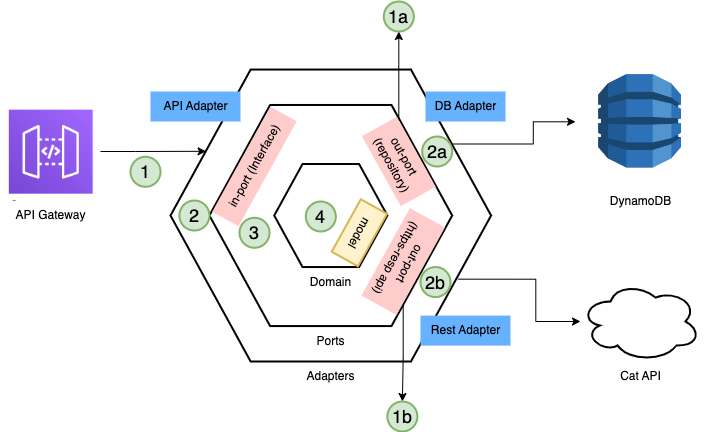 1a
API Adapter
DB Adapter
in-port (Interface)
out-port
(repository)
2a
1
</>
API Gateway
DynamoDB
2
3
4
model
out-port
(https-resp api)
2b
Domain
Rest Adapter
Ports
Adapters
Cat API
1b